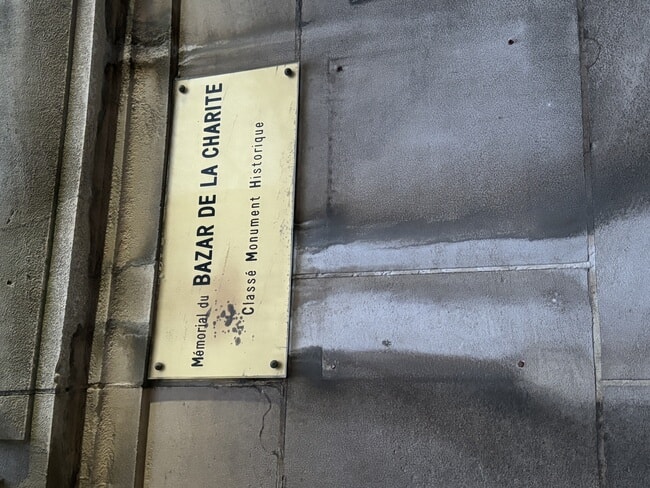 Mémorial du BAZAR DE LA CHARITE
Classé Monument Historique